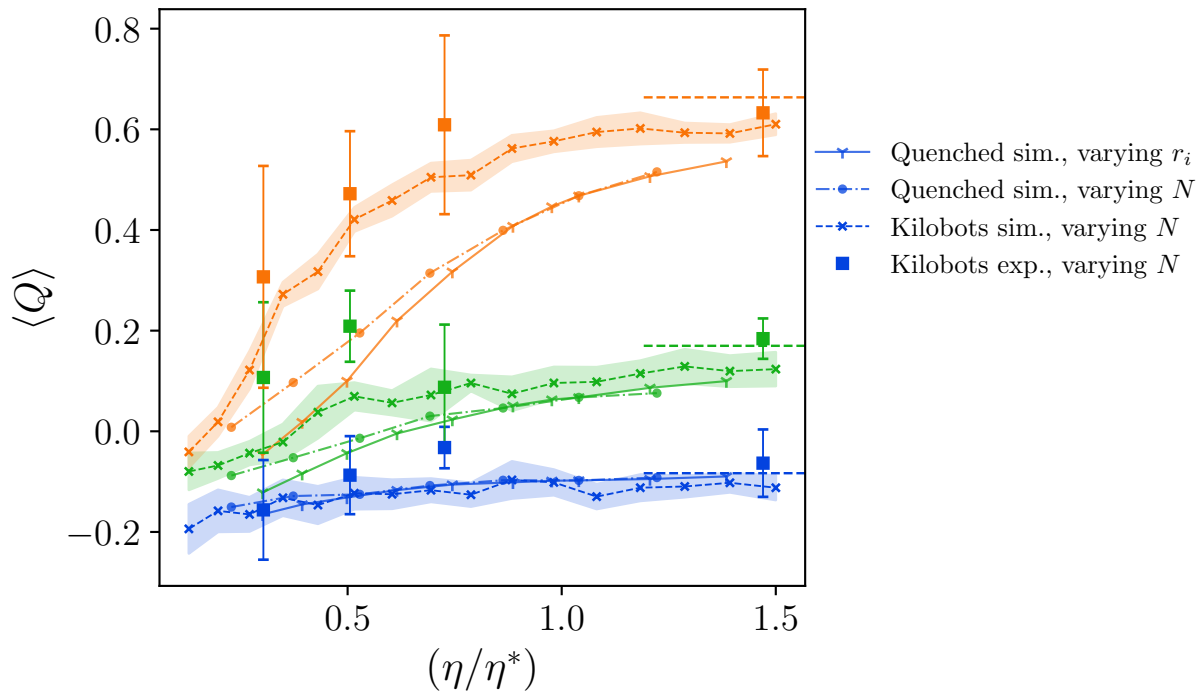 0.8
0.6
0.4
0.2
0.0
−0.2
⟨Q⟩
0.5
1.0
1.5
(η/η*)
Quenched sim., varying r_i
Quenched sim., varying N
Kilobots sim., varying N
Kilobots exp., varying N